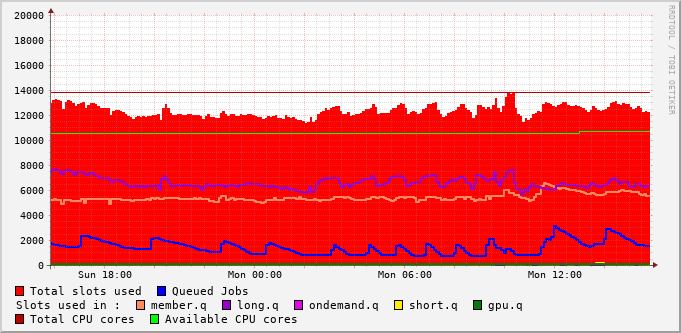 20000
18000
16000
14000
12000
10000
8000
6000
4000
2000
0
Sun 18:00 Mon 00:00 Mon 06:00 Mon 12:00
RRDTOOL / TOBI OETIKER
Total slots used Queued Jobs
Slots used in : member.q long.q ondemand.q short.q gpu.q
Total CPU cores Available CPU cores